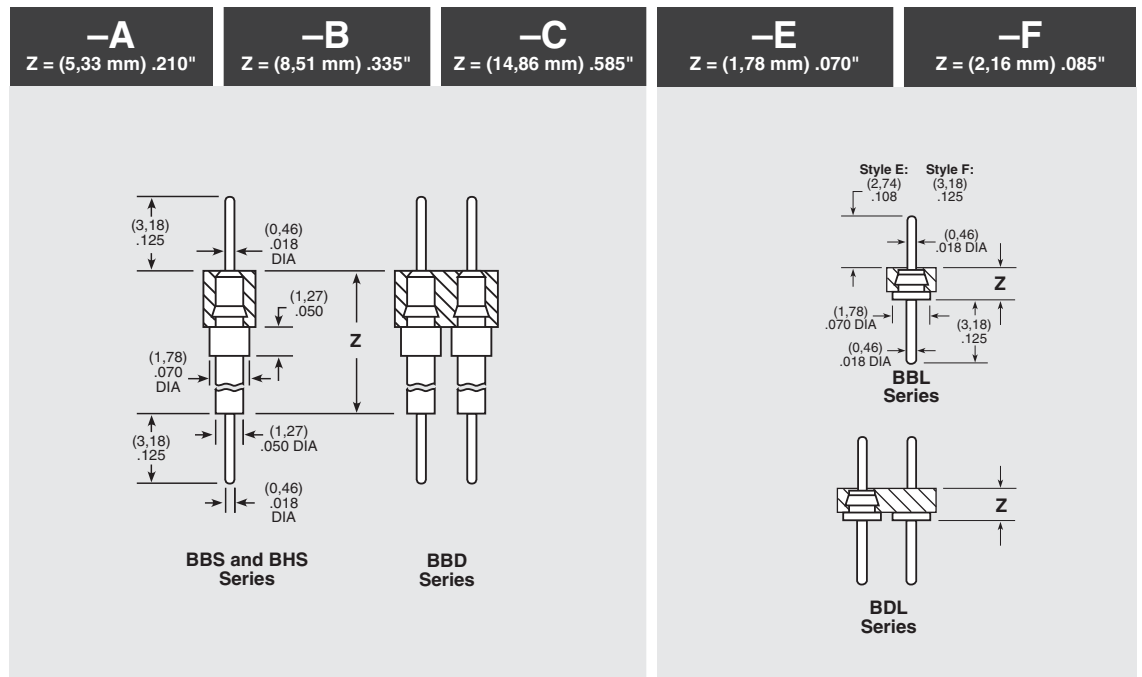 –A
Z = (5,33 mm) .210"
–B
Z = (8,51 mm) .335"
–C
Z = (14,86 mm) .585"
–E
Z = (1,78 mm) .070"
–F
Z = (2,16 mm) .085"
(3,18)
.125
(0,46)
.018
DIA
(1,27)
.050
Z
(1,78)
.070
DIA
(3,18)
.125
(1,27)
.050 DIA
(0,46)
.018
DIA
BBS and BHS
Series
BBD
Series
Style E:
(2,74)
.108
Style F:
(3,18)
.125
(0,46)
.018 DIA
Z
(1,78)
.070 DIA
(3,18)
.125
(0,46)
.018 DIA
BBL
Series
Z
BDL
Series